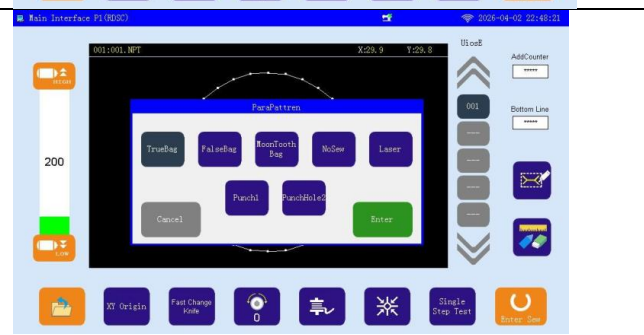 Main Interface P1(RDSC)
2026-04-02 22:48:21
001:001.NPT
X:29.9
Y:29.8
UiosE
AddCounter
*****
HIGH
200
LOW
ParaPattren
TrueBag
FalseBag
MoonTooth
Bag
NoSew
Laser
Punch1
PunchHole2
Cancel
Enter
001
---
---
---
---
Bottom Line
*****
XY Origin
Fast Change
Knife
0
Single
Step Test
Enter Sew